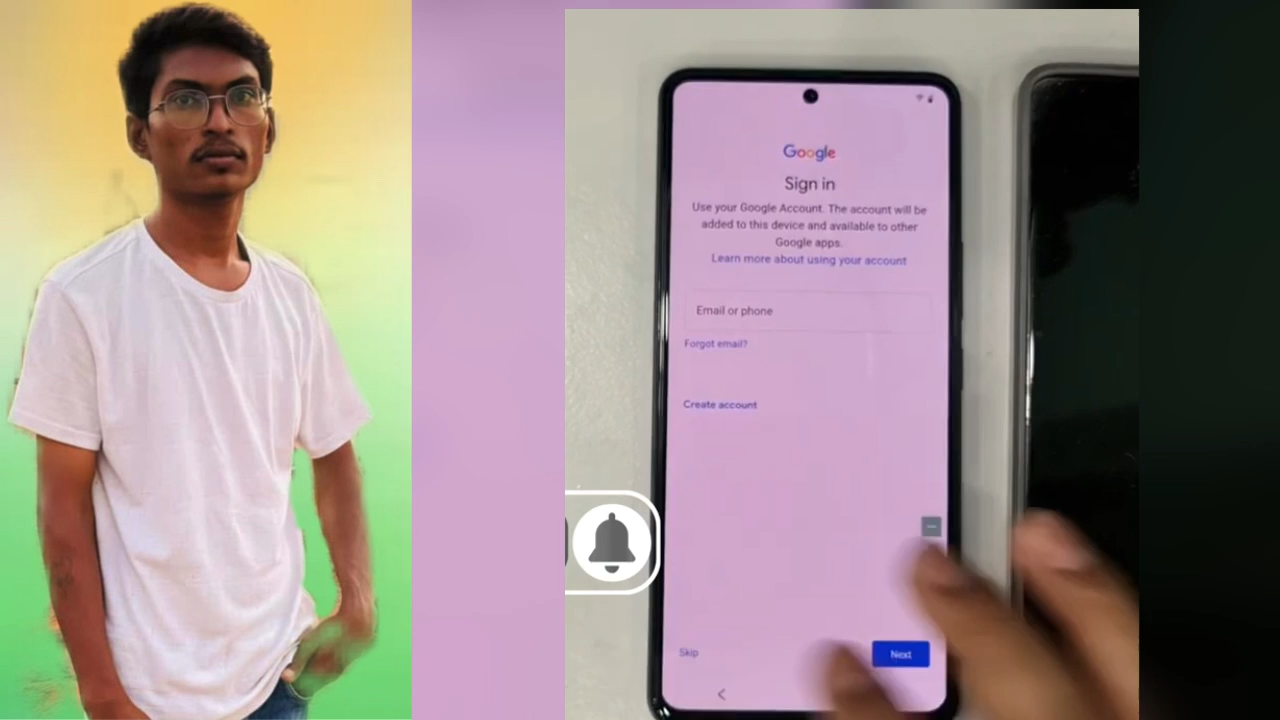 Google
Sign in
Use your Google Account. The account will be
added to this device and available to other
Google apps.
Learn more about using your account
Email or phone
Forgot email?
Create account
Skip
Next